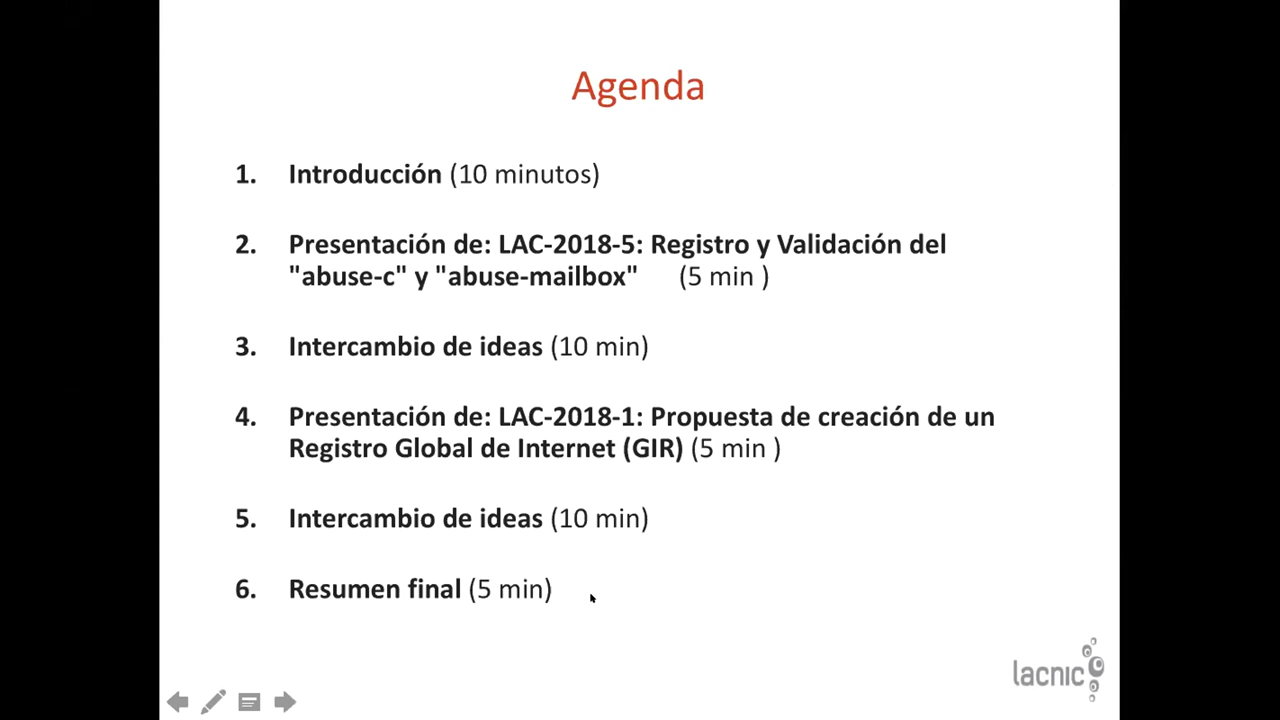 Agenda
1. Introducción (10 minutos)
2. Presentación de: LAC-2018-5: Registro y Validación del
"abuse-c" y "abuse-mailbox" (5 min )
3. Intercambio de ideas (10 min)
4. Presentación de: LAC-2018-1: Propuesta de creación de un
Registro Global de Internet (GIR) (5 min )
5. Intercambio de ideas (10 min)
6. Resumen final (5 min)
lacnic